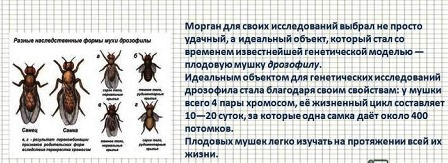 Разные наследственные формы мухи дрозофилы
Самец
Самка
Морган для своих исследований выбрал не просто
удачный, а идеальный объект, который стал со
временем известнейшей генетической моделью —
плодовую мушку дрозофилу.
Идеальным объектом для генетических исследований
дрозофила стала благодаря своим свойствам: у мушки
всего 4 пары хромосом, её жизненный цикл составляет
10—20 суток, за которые одна самка даёт около 400
потомков.
Плодовых мушек легко изучать на протяжении всей их
жизни.